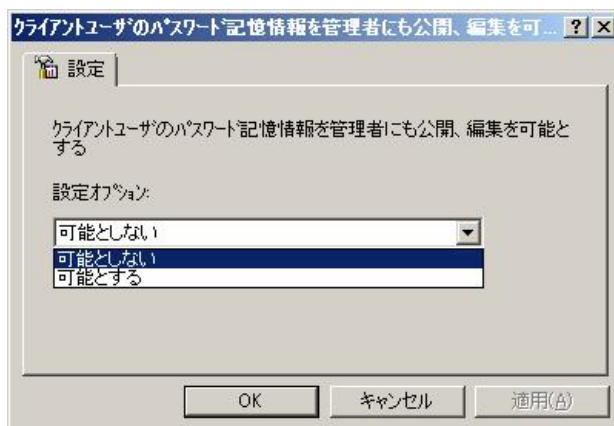 クライアントユーザのパスワード記憶情報を管理者にも公開、編集を可...
設定
クライアントユーザのパスワード記憶情報を管理者にも公開、編集を可能と
する
設定オプション:
可能としない
可能としない
可能とする
OK
キャンセル
適用(A)